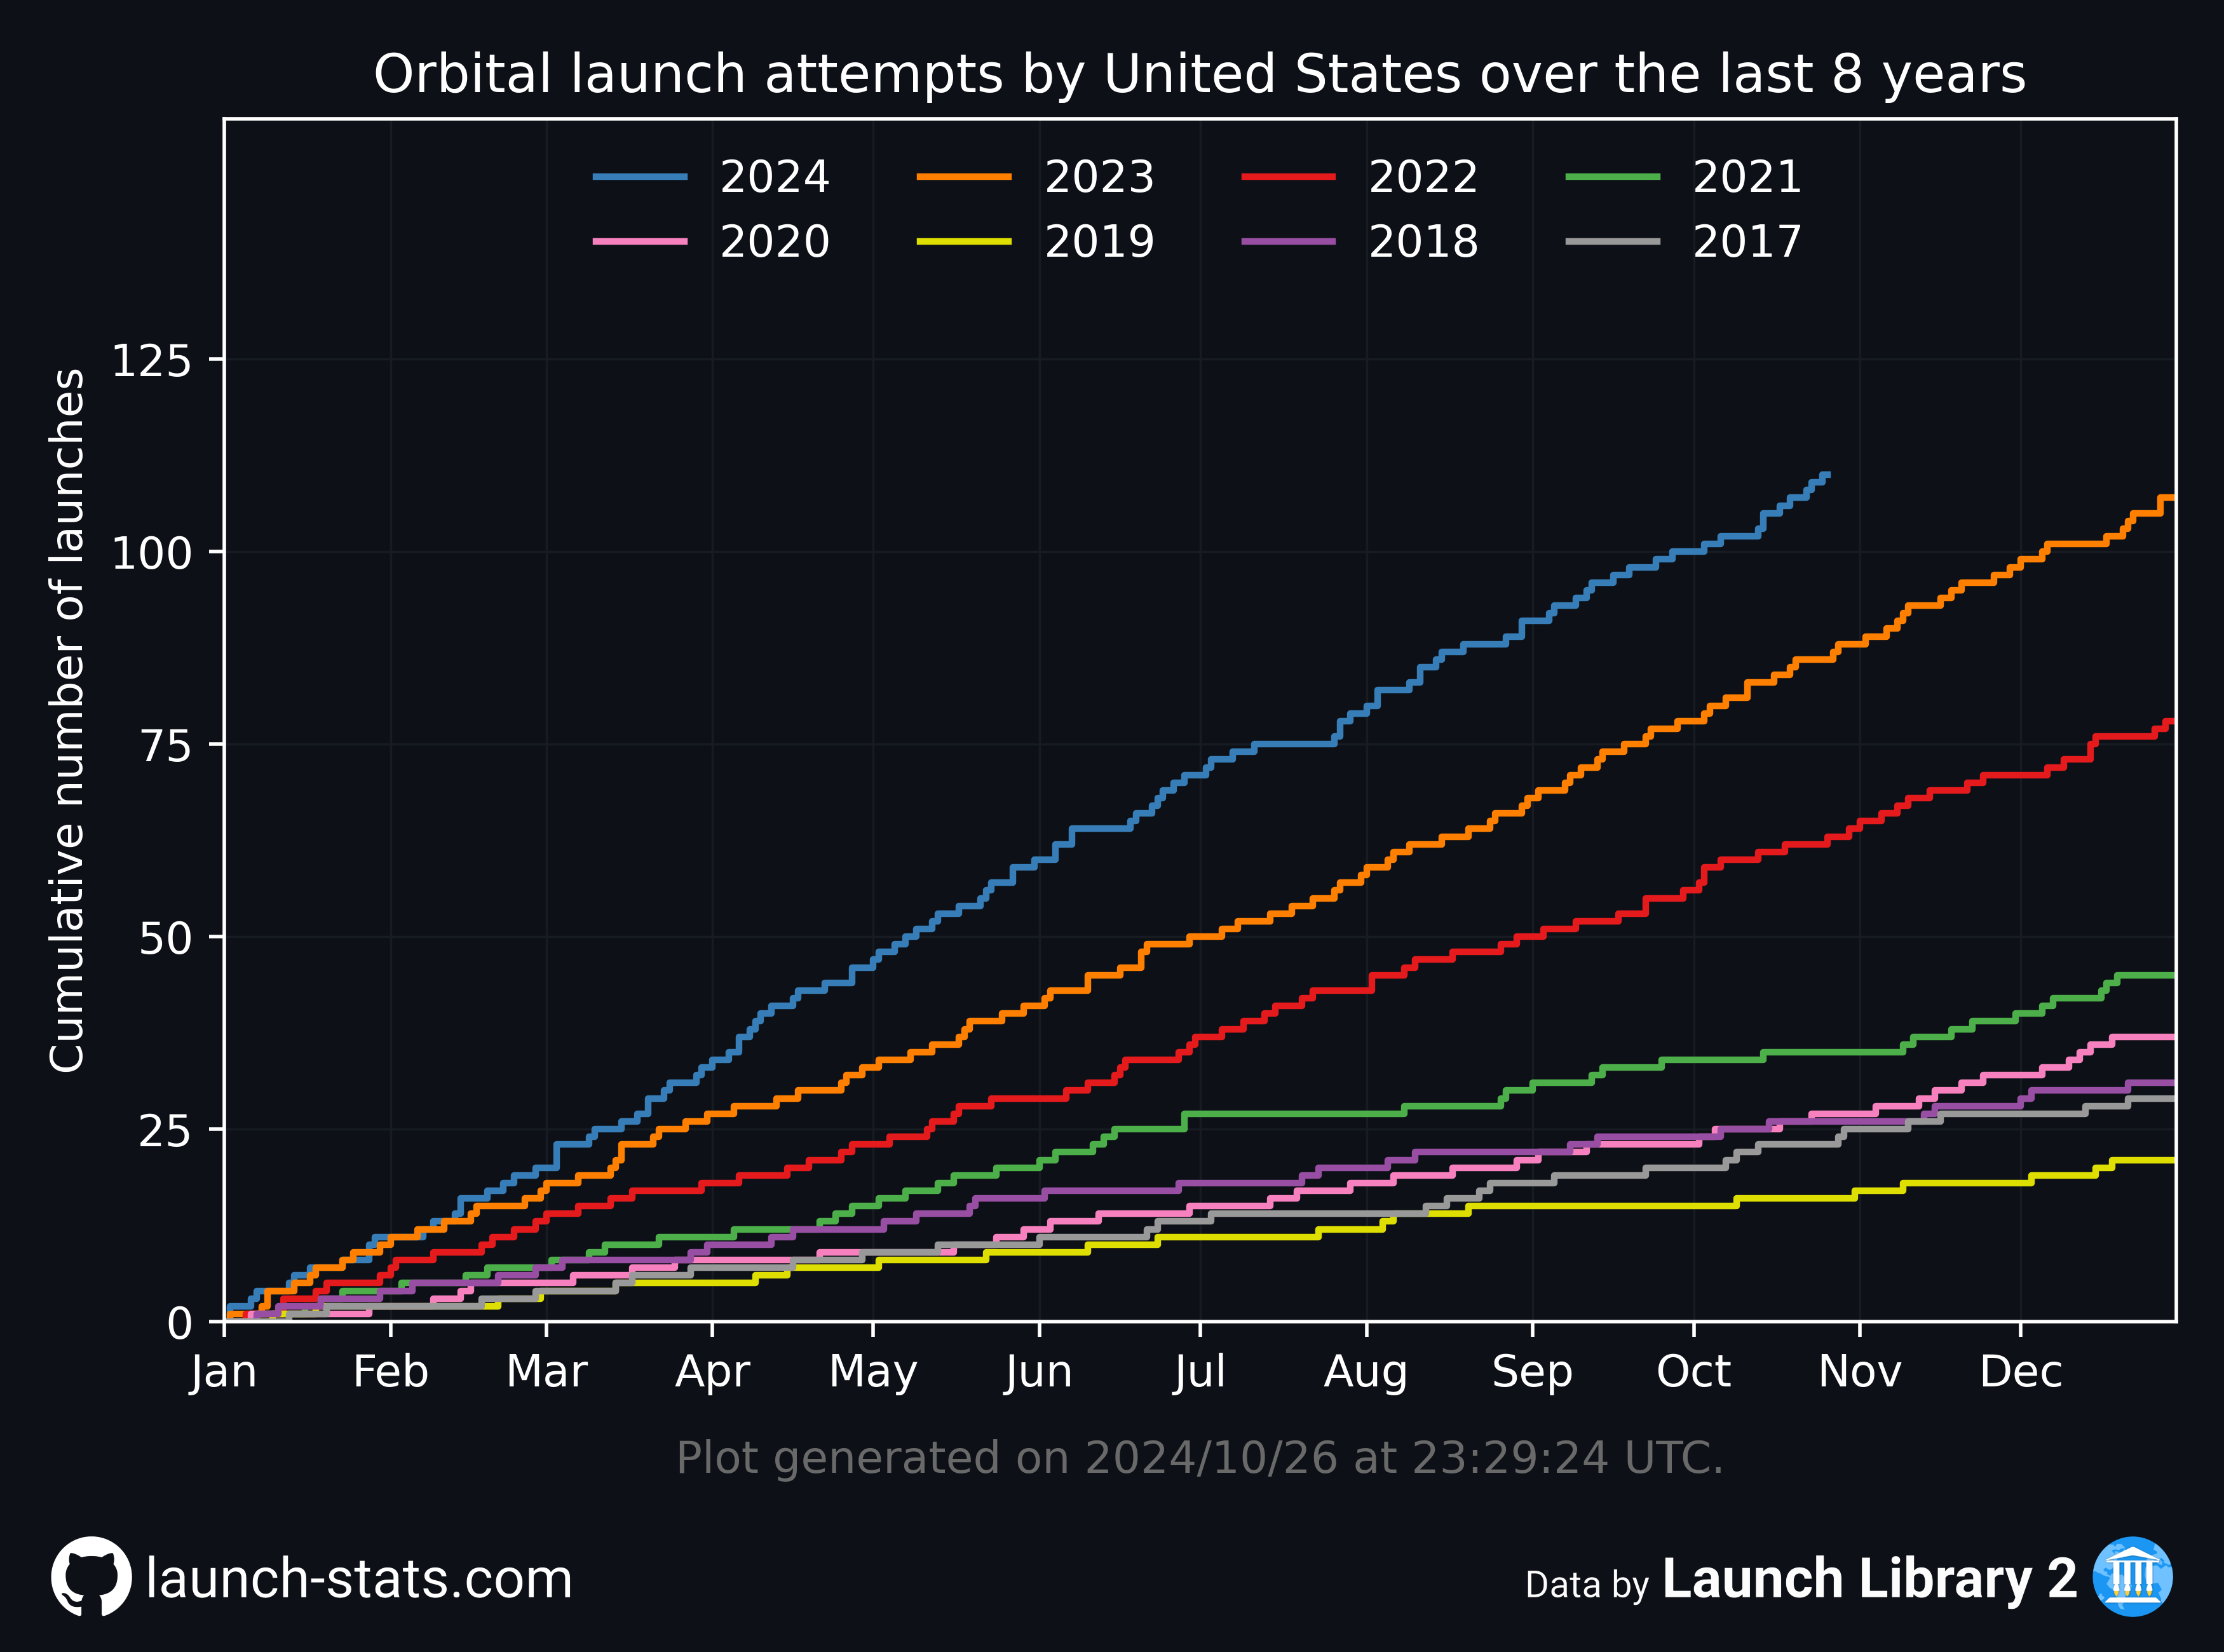 Orbital launch attempts by United States over the last 8 years
2024 2023 2022 2021
2020 2019 2018 2017
Cumulative number of launches
125
100
75
50
25
0
Jan Feb Mar Apr May Jun Jul Aug Sep Oct Nov Dec
Plot generated on 2024/10/26 at 23:29:24 UTC.
launch-stats.com
Data by Launch Library 2